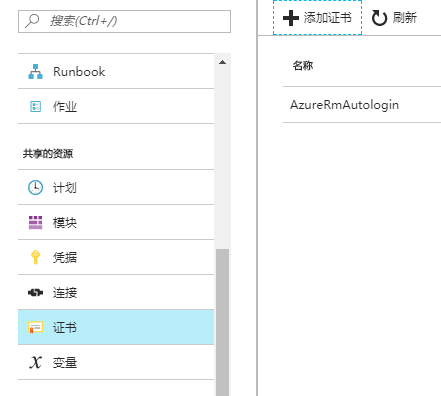 搜索(Ctrl+/)
Runbook
作业
共享的资源
计划
模块
凭据
连接
证书
变量
添加证书 刷新
名称
AzureRmAutologin